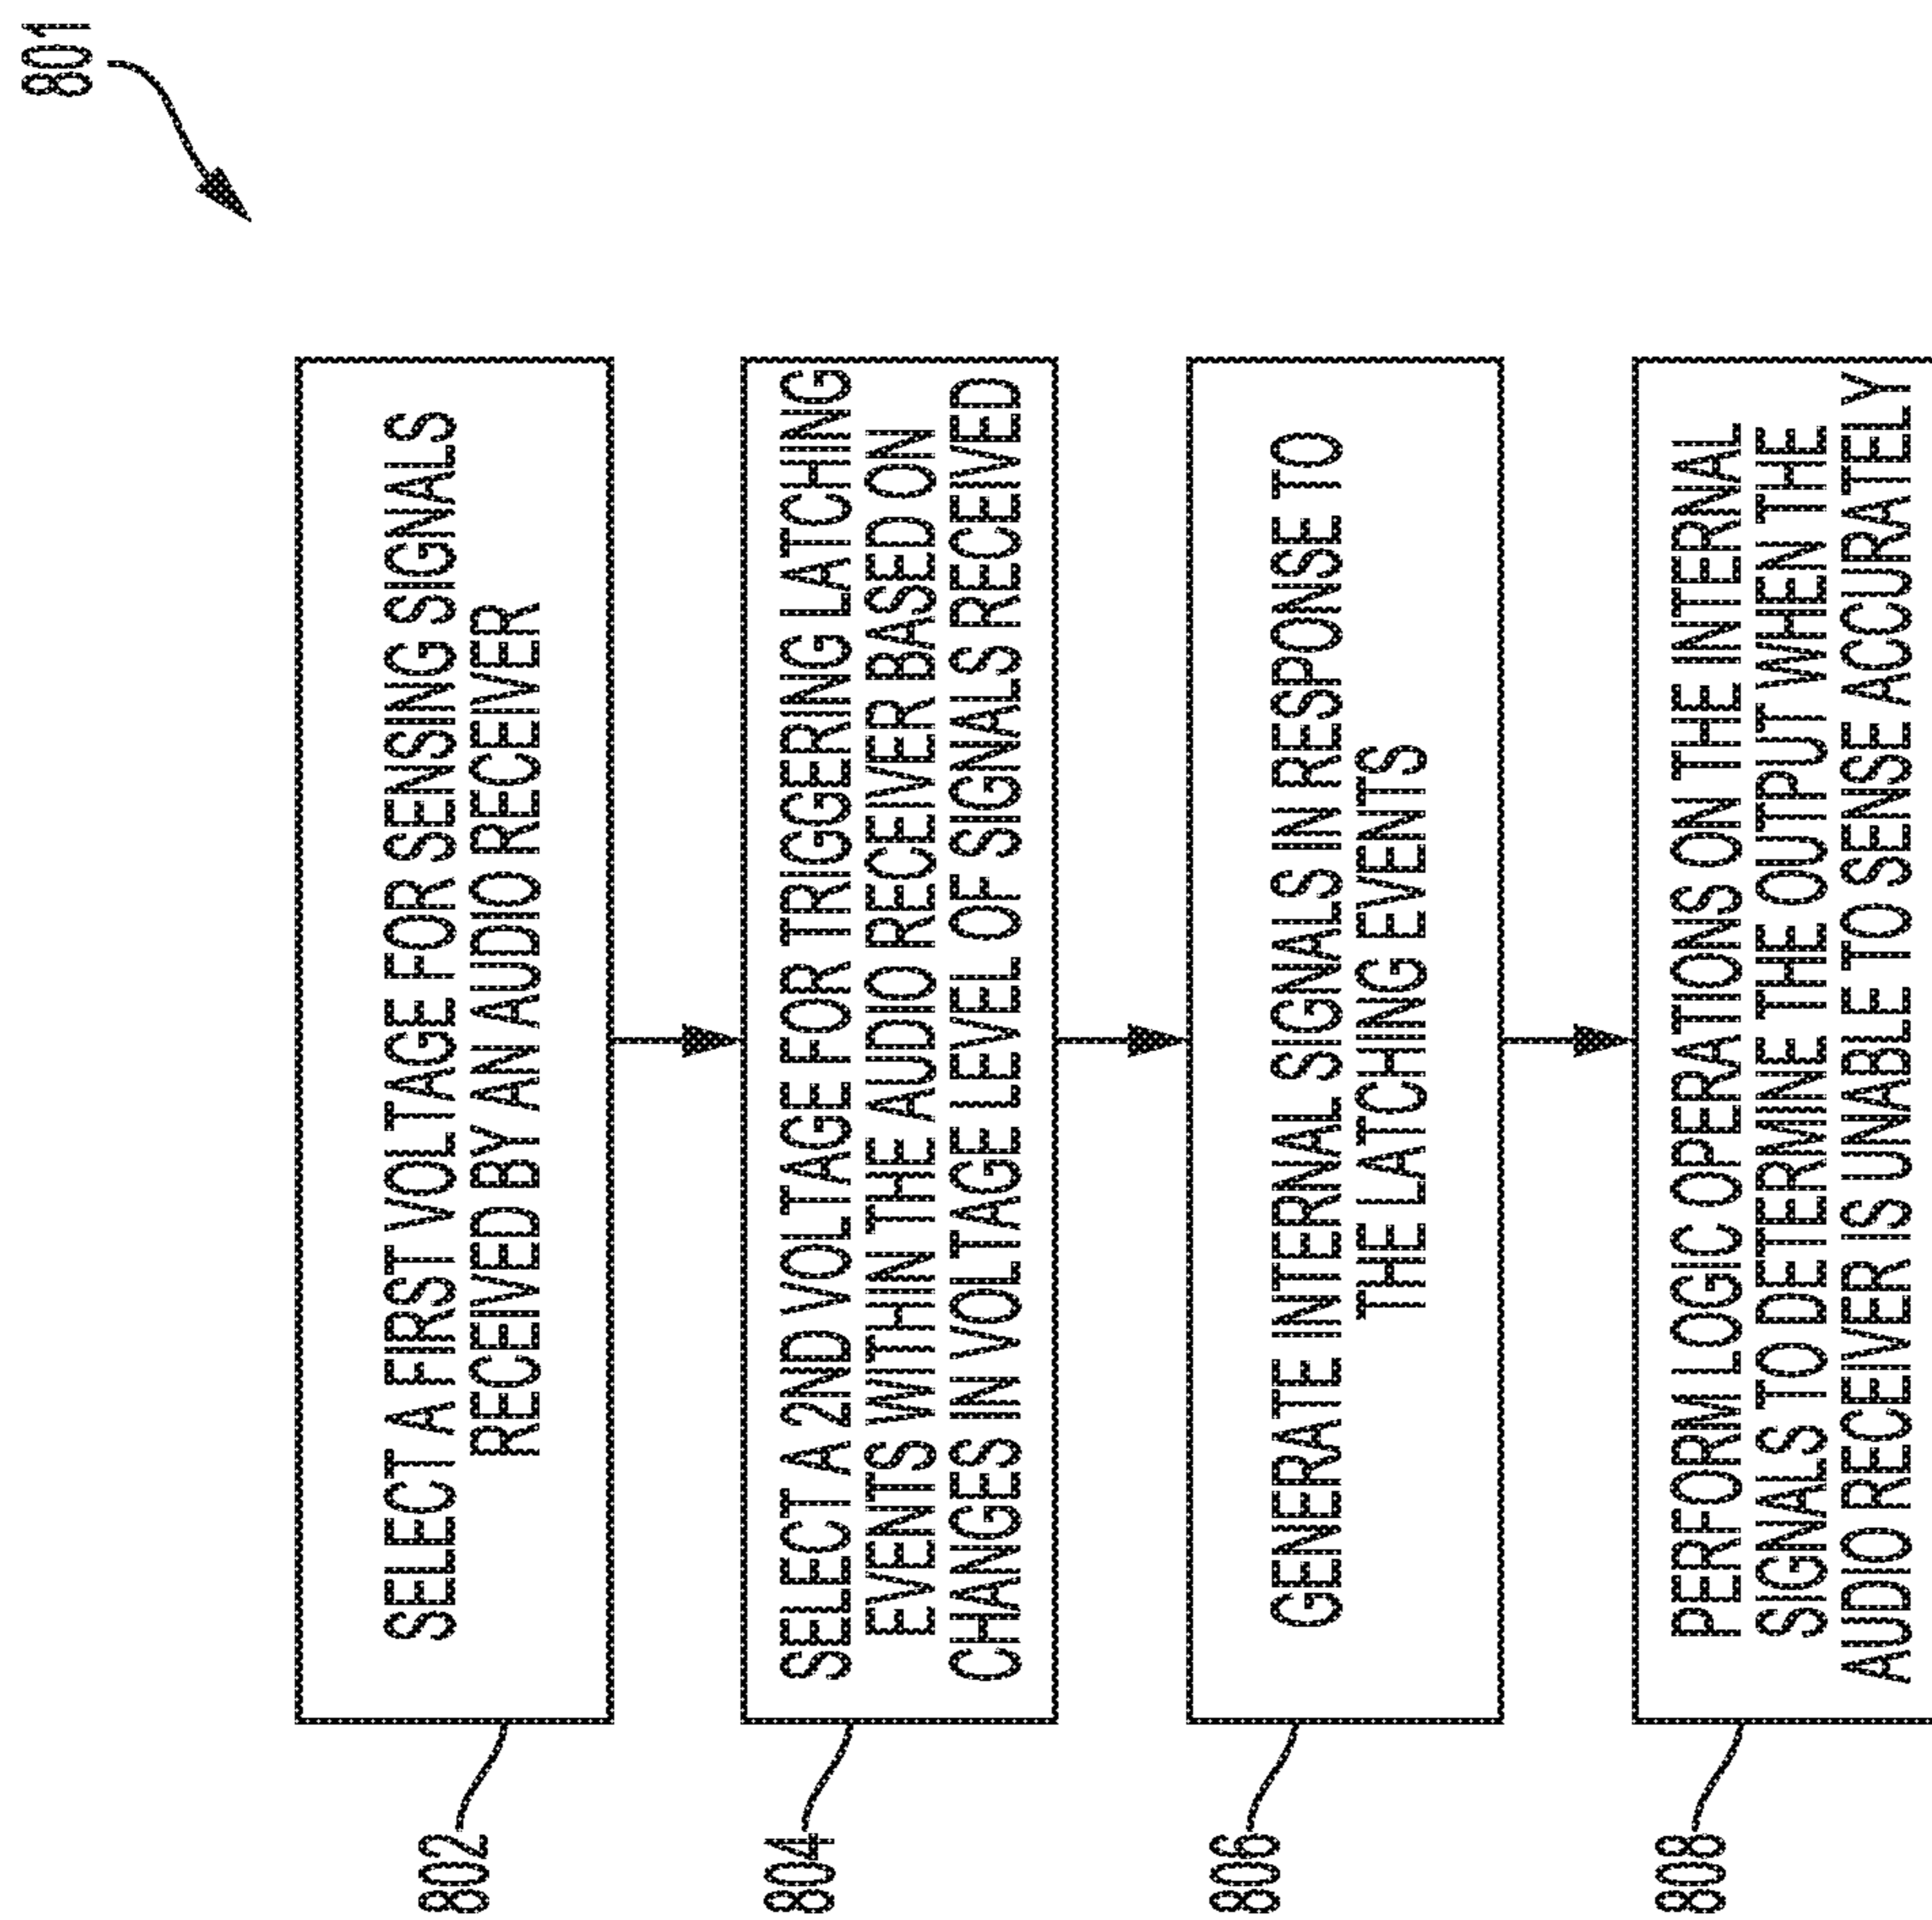 801
802
SELECT A FIRST VOLTAGE FOR SENSING SIGNALS
RECEIVED BY AN AUDIO RECEIVER
804
SELECT A 2ND VOLTAGE FOR TRIGGERING LATCHING
EVENTS WITHIN THE AUDIO RECEIVER BASED ON
CHANGES IN VOLTAGE LEVEL OF SIGNALS RECEIVED
806
GENERATE INTERNAL SIGNALS IN RESPONSE TO
THE LATCHING EVENTS
808
PERFORM LOGIC OPERATIONS ON THE INTERNAL
SIGNALS TO DETERMINE THE OUTPUT WHEN THE
AUDIO RECEIVER IS UNABLE TO SENSE ACCURATELY